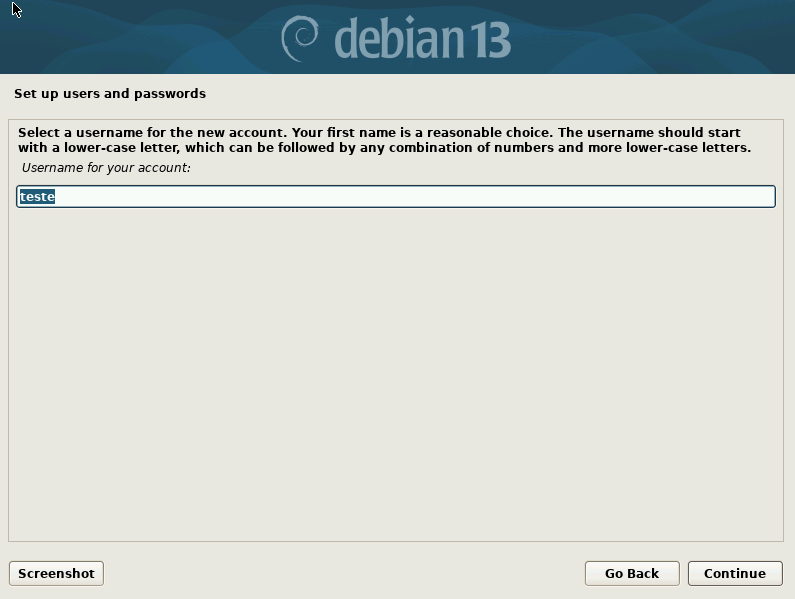 debian 13
Set up users and passwords
Select a username for the new account. Your first name is a reasonable choice. The username should start
with a lower-case letter, which can be followed by any combination of numbers and more lower-case letters.
Username for your account:
teste
Screenshot
Go Back
Continue